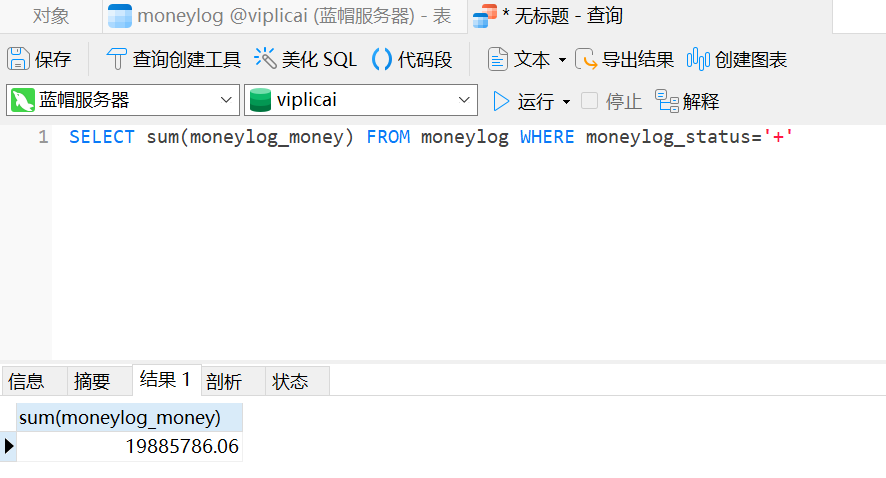 对象 moneylog @viplicai (蓝帽服务器) - 表 * 无标题 - 查询
保存 查询创建工具 美化 SQL 代码段 文本 导出结果 创建图表
蓝帽服务器 viplicai 运行 停止 解释
1 SELECT sum(moneylog_money) FROM moneylog WHERE moneylog_status='+'
信息 摘要 结果 1 剖析 状态
sum(moneylog_money)
19885786.06